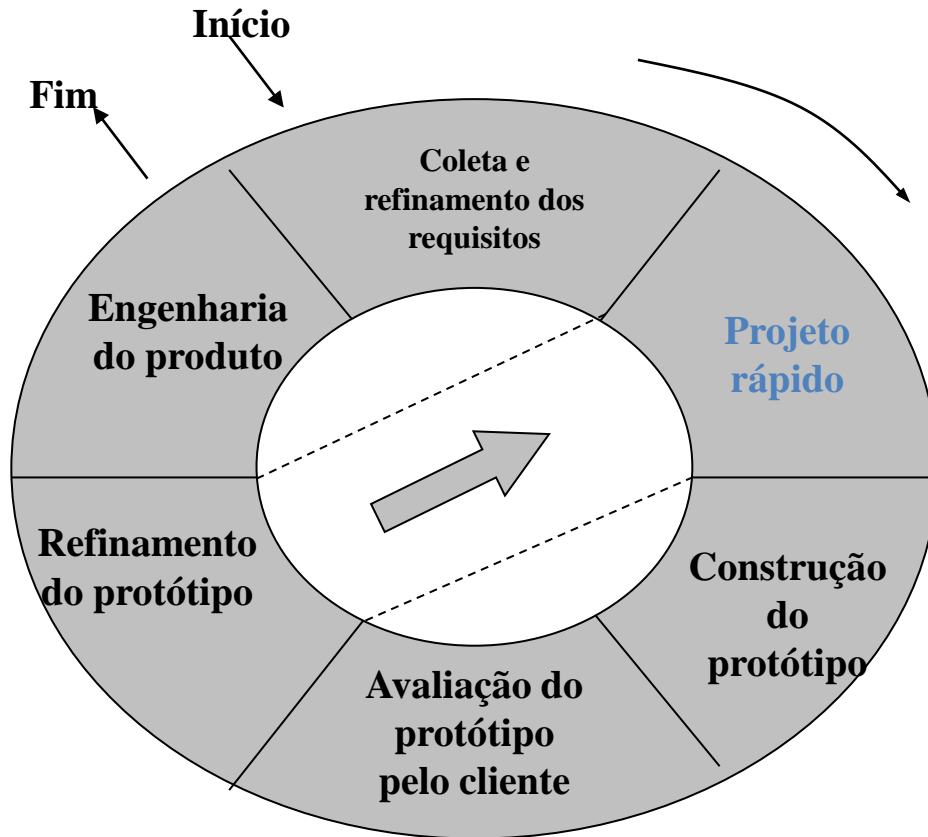 Início
Fim
Coleta e
refinamento dos
requisitos
Projeto
rápido
Construção
do
protótipo
Avaliação do
protótipo
pelo cliente
Refinamento
do protótipo
Engenharia
do produto